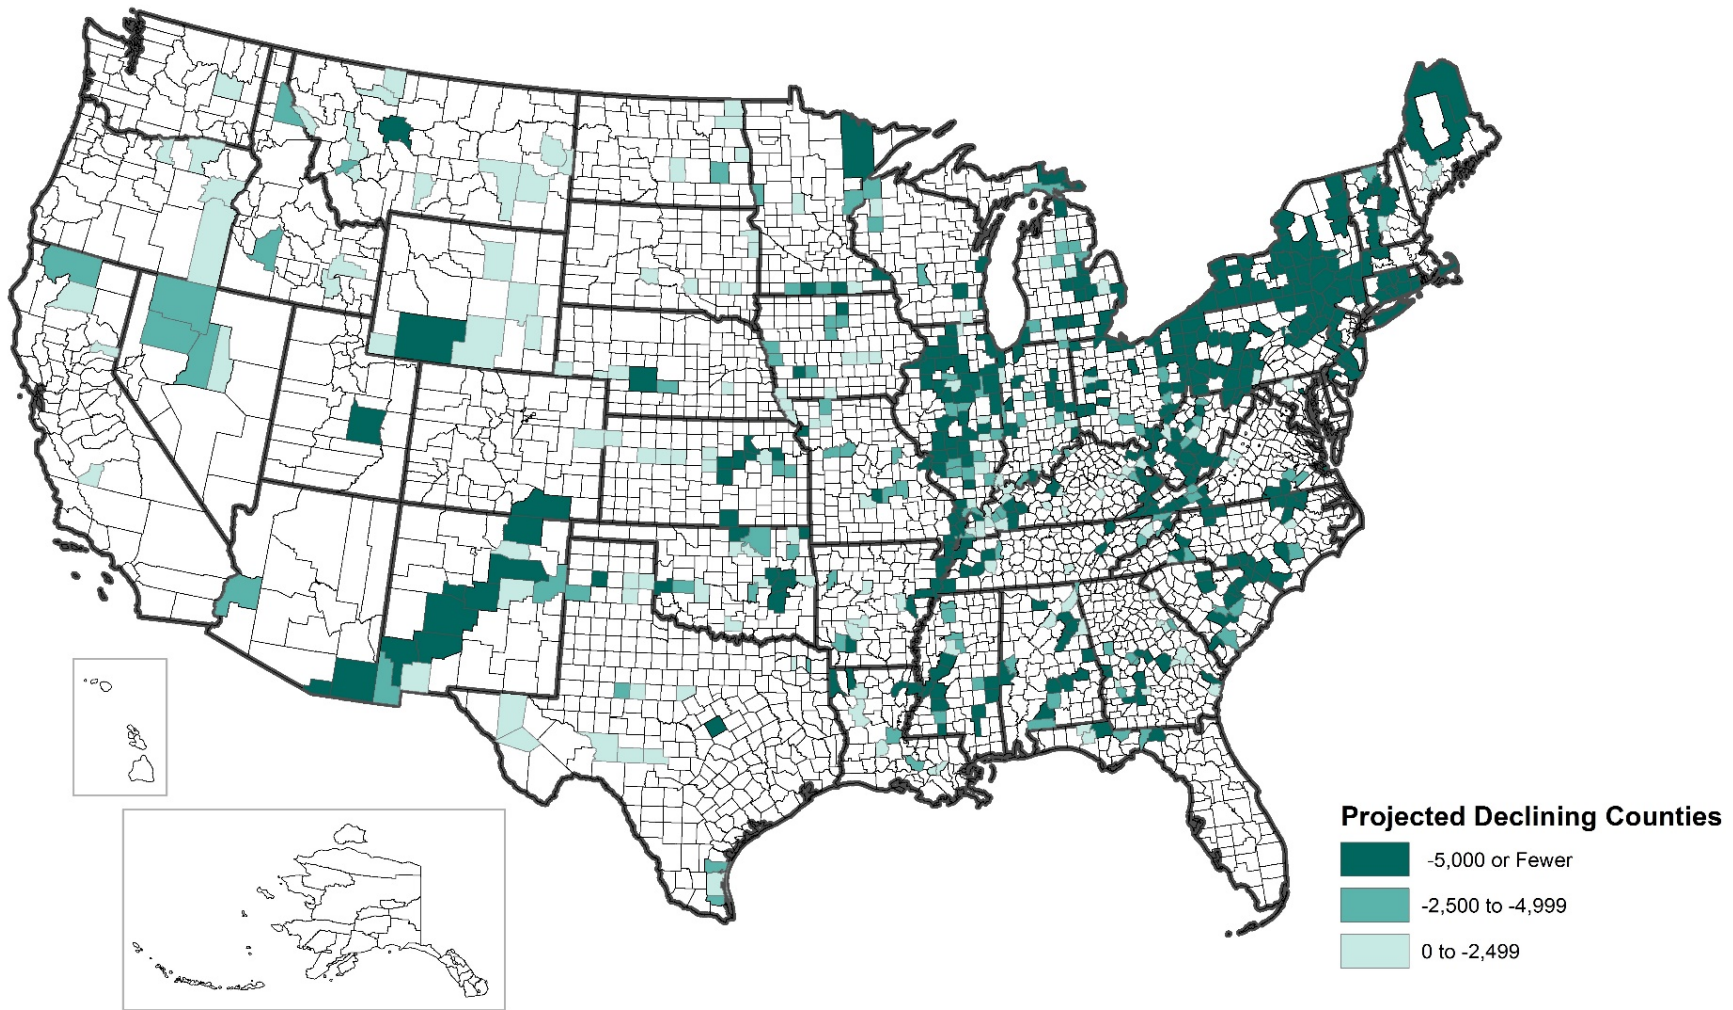 Projected Declining Counties
-5,000 or Fewer
-2,500 to -4,999
0 to -2,499